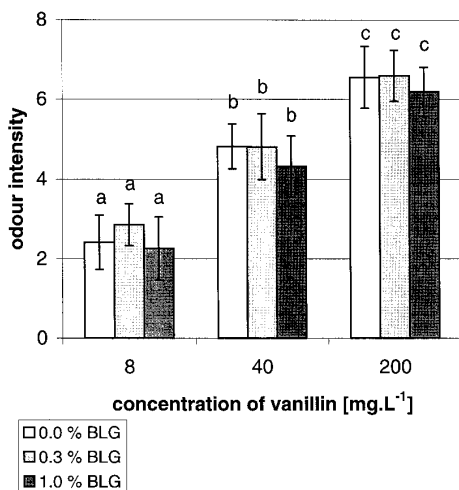 8
6
4
2
0
odour intensity
a a a
b b b
c c c
8 40 200
concentration of vanillin [mg.L-1]
0.0 % BLG
0.3 % BLG
1.0 % BLG